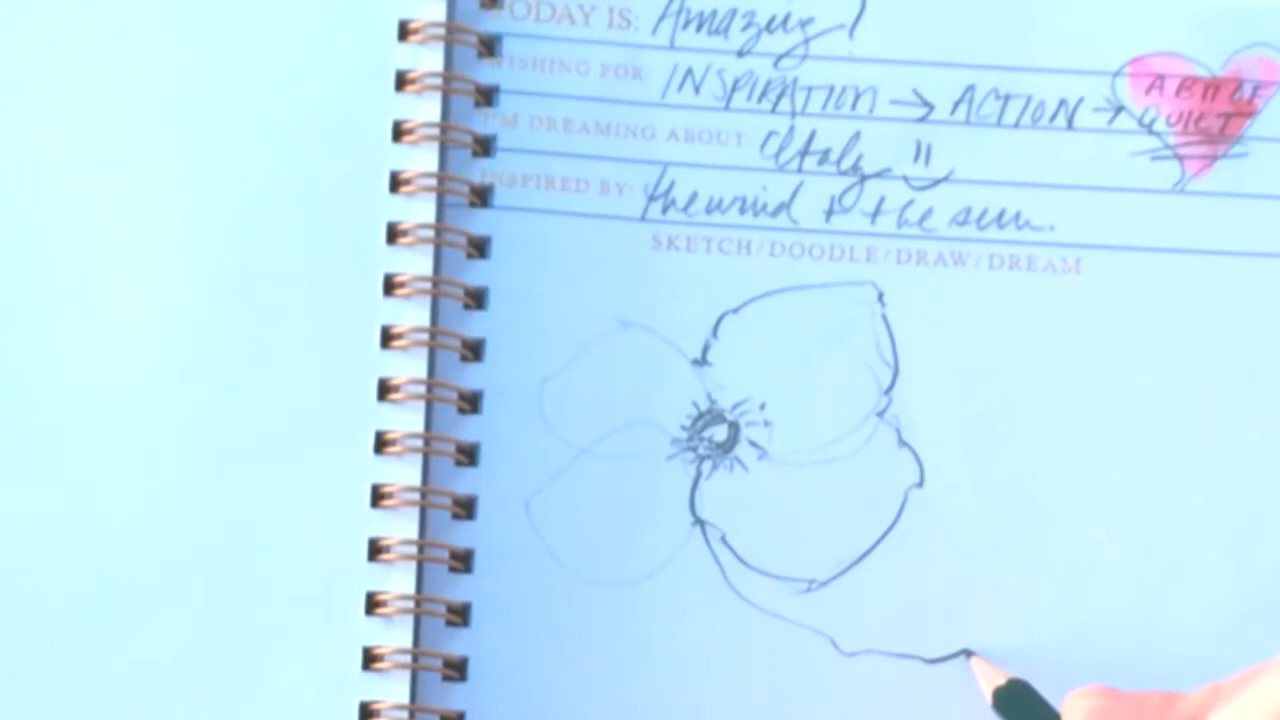 TODAY IS: Amazing!
WISHING FOR: INSPIRATION → ACTION → A BIT OF QUIET
I'M DREAMING ABOUT: Italy
INSPIRED BY: the wind + the sun.
SKETCH/DOODLE/DRAW/DREAM